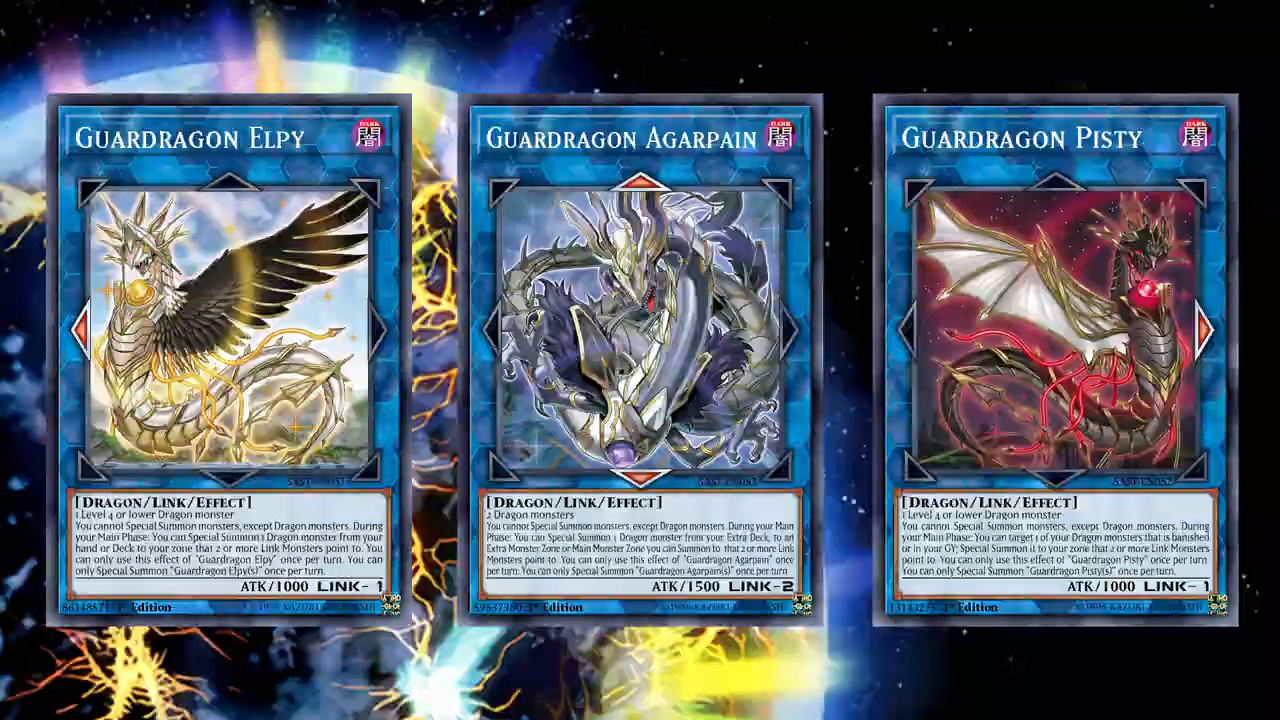 GUARDRAGON ELPY
DARK
闇
[DRAGON/LINK/EFFECT]
1 Level 4 or lower Dragon monster
You cannot Special Summon monsters, except Dragon monsters. During
your Main Phase: You can Special Summon 1 Dragon monster from your
hand or Deck to your zone that 2 or more Link Monsters point to. You
can only use this effect of "Guardragon Elpy" once per turn. You can
only Special Summon "Guardragon Elpy(s)" once per turn.
ATK/1000 LINK-1
1st Edition
GUARDRAGON AGARPAIN
DARK
闇
[DRAGON/LINK/EFFECT]
2 Dragon monsters
You cannot Special Summon monsters, except Dragon monsters. During your Main
Phase: You can Special Summon 1 Dragon monster from your Extra Deck, to an
Extra Monster Zone or Main Monster Zone you can Summon to that 2 or more Link
Monsters point to. You can only use this effect of "Guardragon Agarpain" once
per turn. You can only Special Summon "Guardragon Agarpain(s)" once per turn.
ATK/1500 LINK-2
1st Edition
GUARDRAGON PISTY
DARK
闇
[DRAGON/LINK/EFFECT]
1 Level 4 or lower Dragon monster
You cannot Special Summon monsters, except Dragon monsters. During
your Main Phase: You can target 1 of your Dragon monsters that is banished
or in your GY; Special Summon it to your zone that 2 or more Link Monsters
point to. You can only use this effect of "Guardragon Pisty" once per turn
You can only Special Summon "Guardragon Pisty(s)" once per turn.
ATK/1000 LINK-1
1st Edition